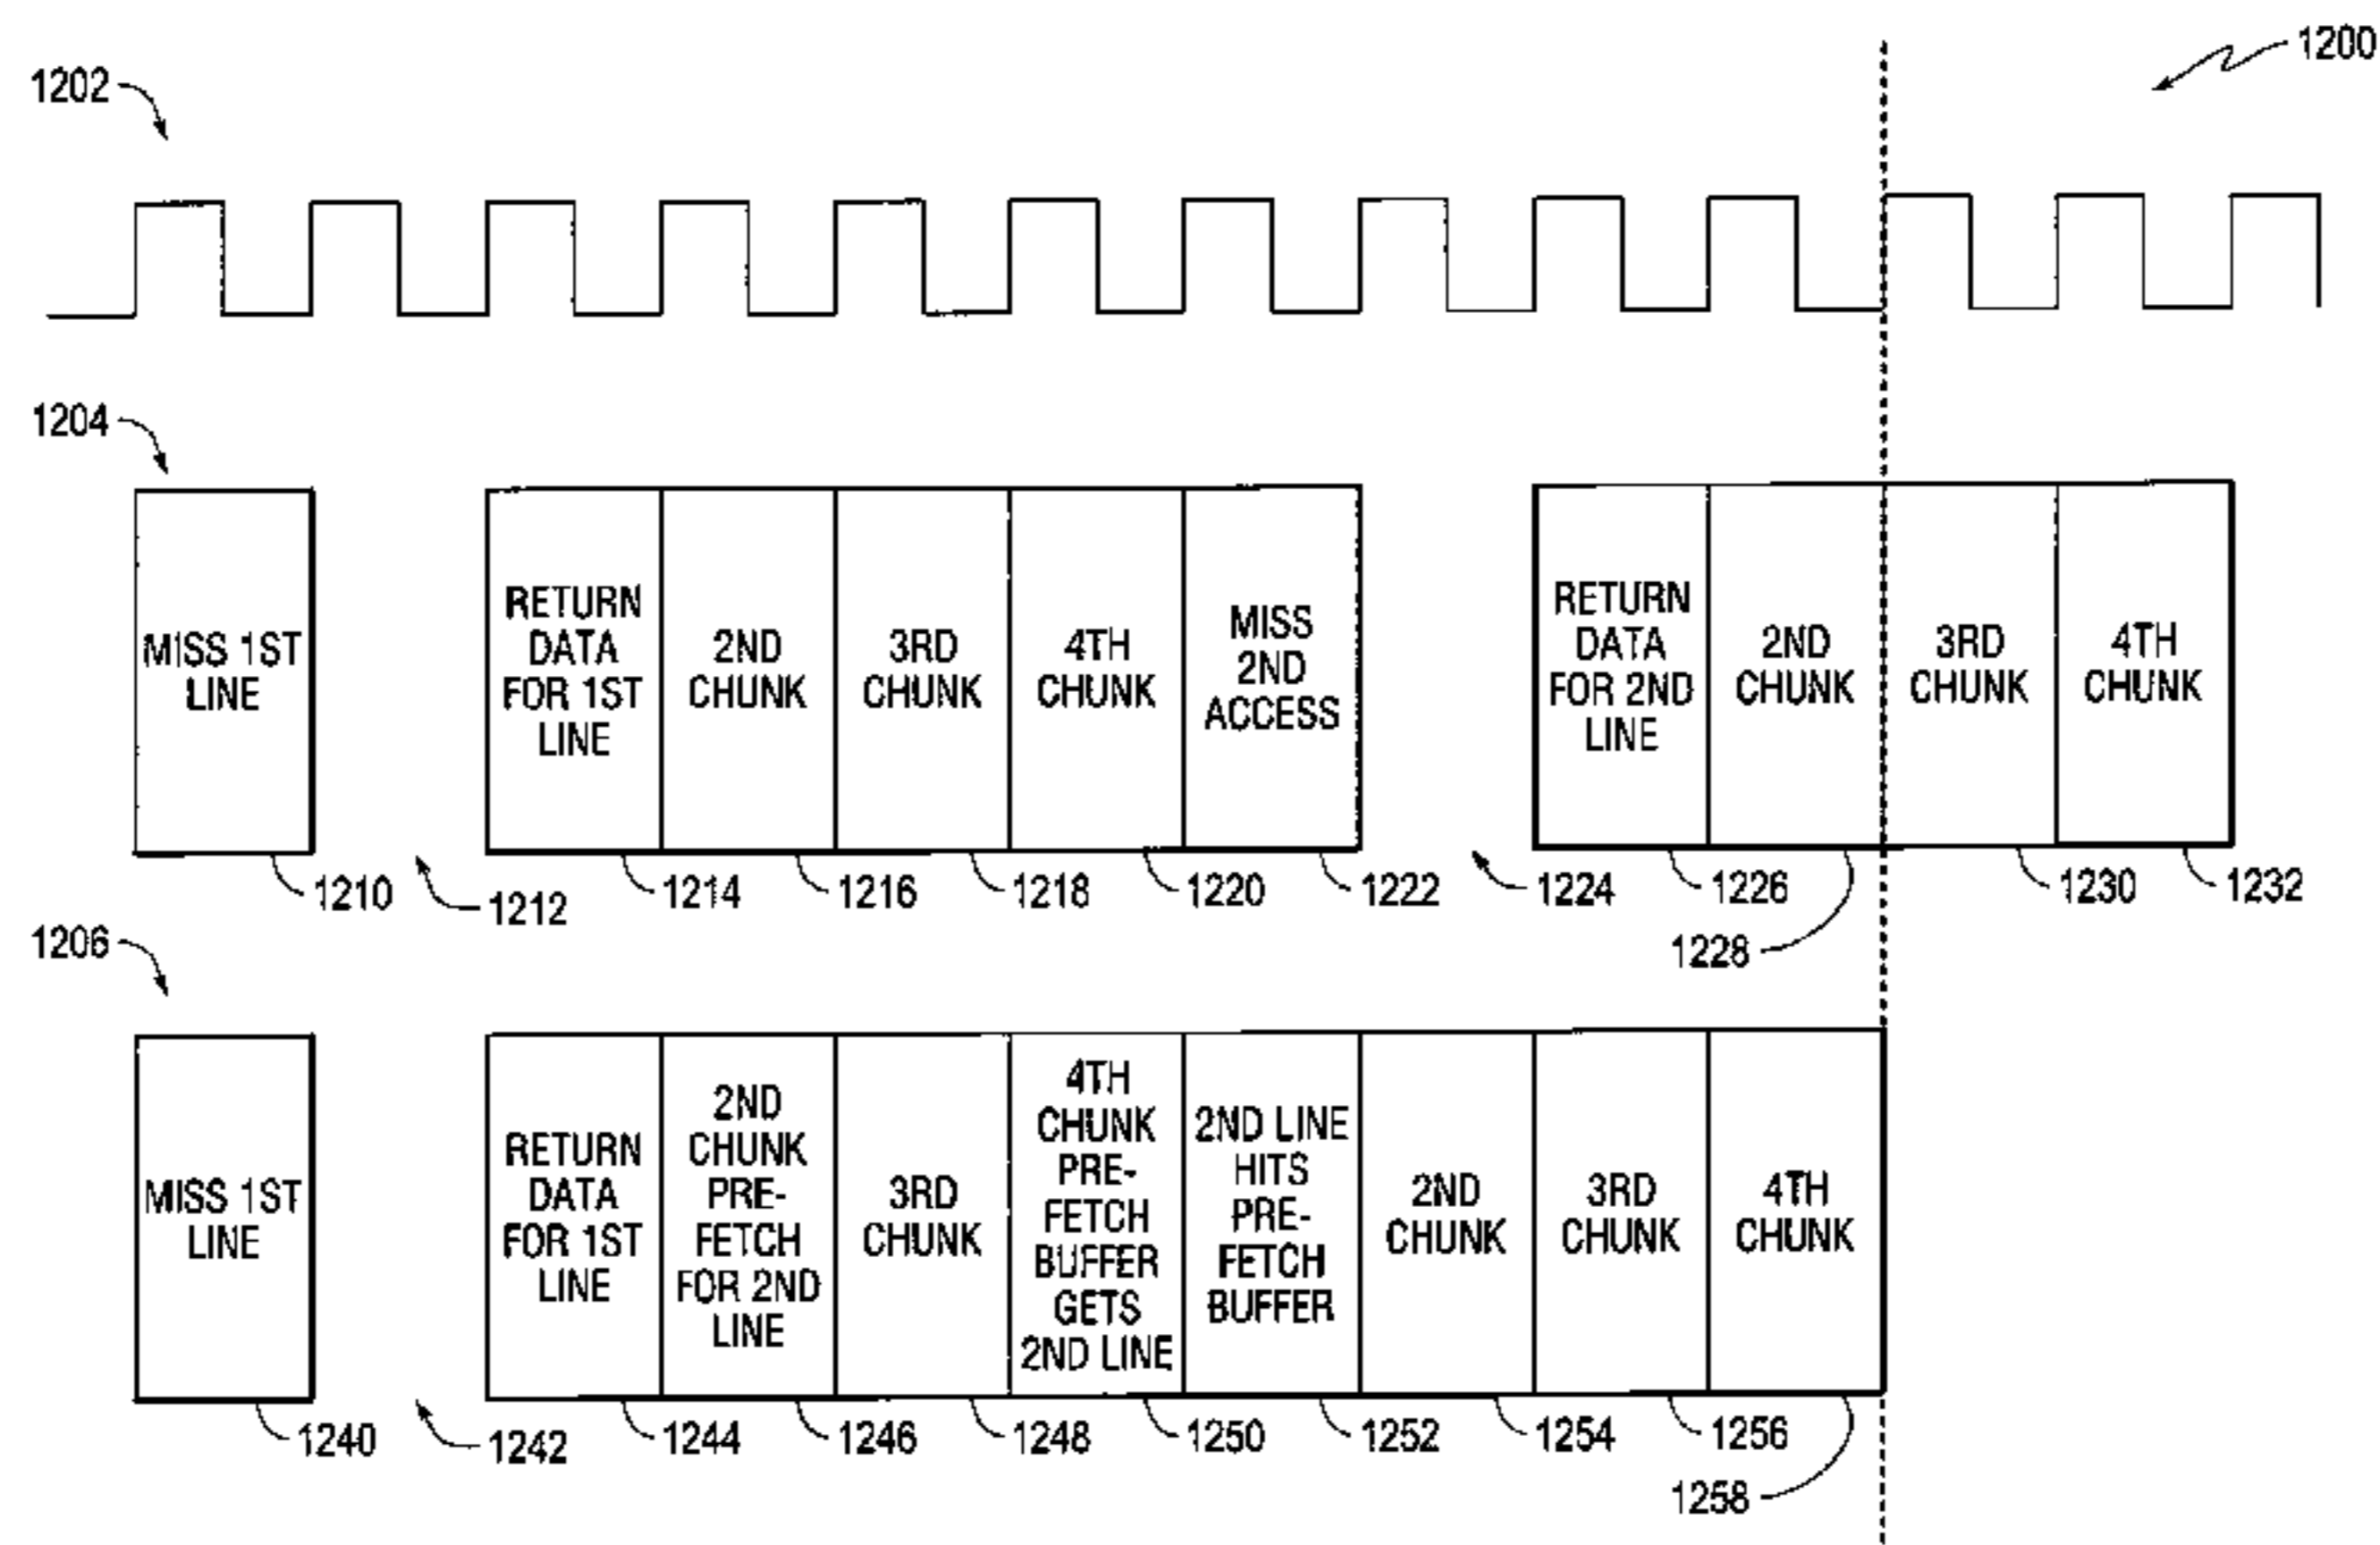 1200
1202
1204
MISS 1ST
LINE
RETURN
DATA
FOR 1ST
LINE
2ND
CHUNK
3RD
CHUNK
4TH
CHUNK
MISS
2ND
ACCESS
RETURN
DATA
FOR 2ND
LINE
2ND
CHUNK
3RD
CHUNK
4TH
CHUNK
1210
1212
1214
1216
1218
1220
1222
1224
1226
1228
1230
1232
1206
MISS 1ST
LINE
RETURN
DATA
FOR 1ST
LINE
2ND
CHUNK
PRE-
FETCH
FOR 2ND
LINE
3RD
CHUNK
4TH
CHUNK
PRE-
FETCH
BUFFER
GETS
2ND LINE
2ND LINE
HITS
PRE-
FETCH
BUFFER
2ND
CHUNK
3RD
CHUNK
4TH
CHUNK
1240
1242
1244
1246
1248
1250
1252
1254
1256
1258